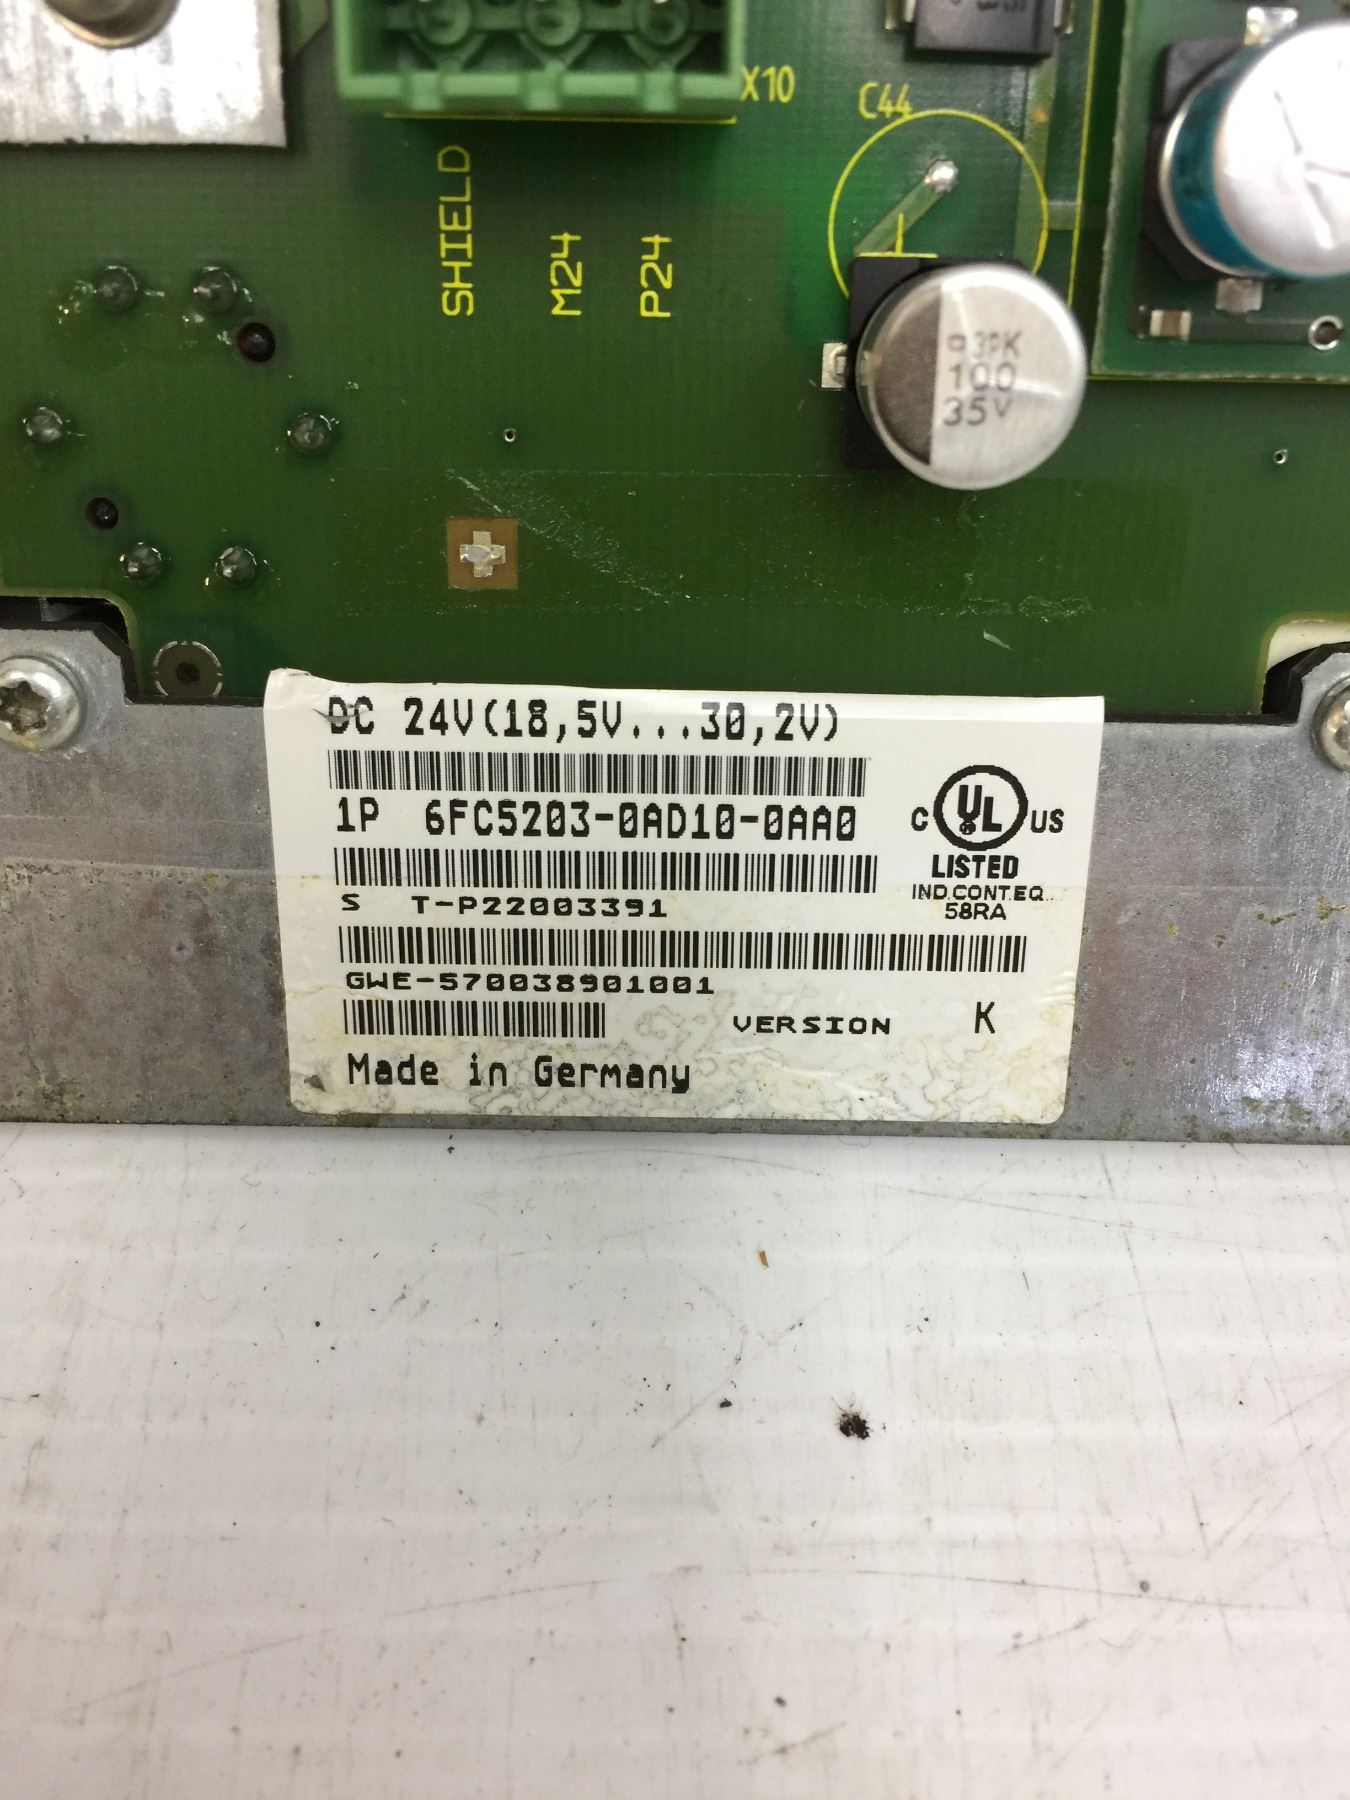 X10
C44
SHIELD
M24
P24
100
35V
DC 24V(18,5V...30,2V)
1P 6FC5203-0AD10-0AA0
C UL US
LISTED
IND.CONT.EQ.
58RA
S T-P22003391
GWE-570038901001
VERSION K
Made in Germany